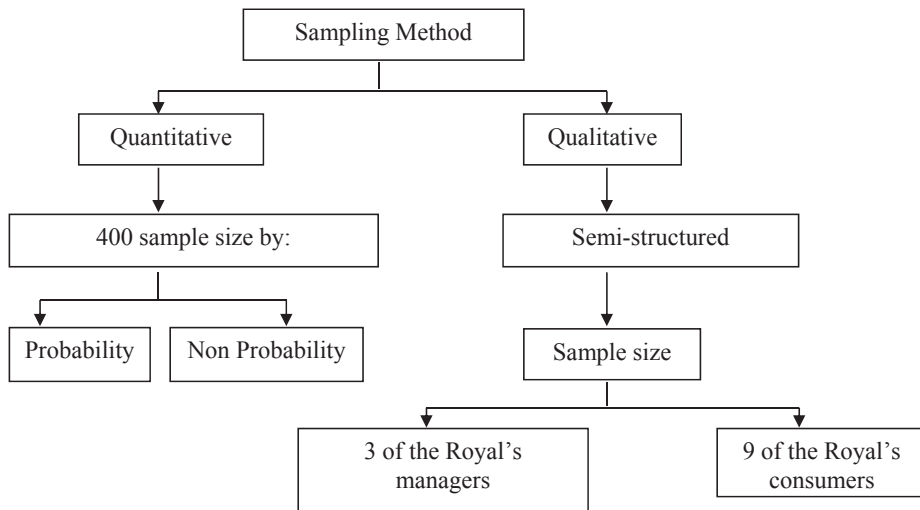 Sampling Method
Quantitative
Qualitative
400 sample size by:
Semi-structured
Probability
Non Probability
Sample size
3 of the Royal’s
managers
9 of the Royal’s
consumers